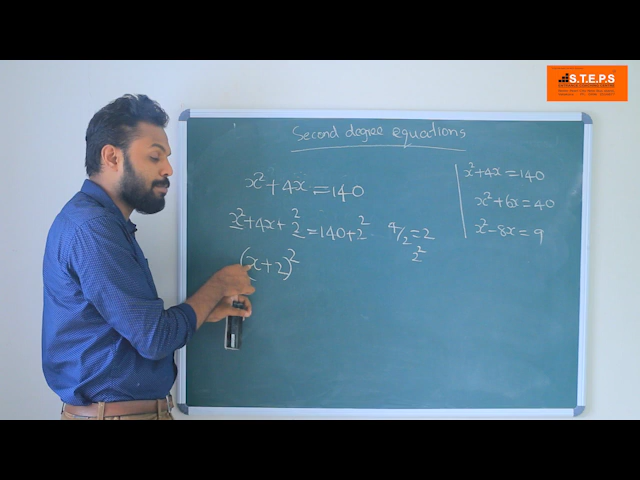 S.T.E.P.S
Second degree equations
x²+4x=140
x²+4x+2²=140+2²
4/2=2
2²
(x+2)²
x²+4x=140
x²+6x=40
x²-8x=9